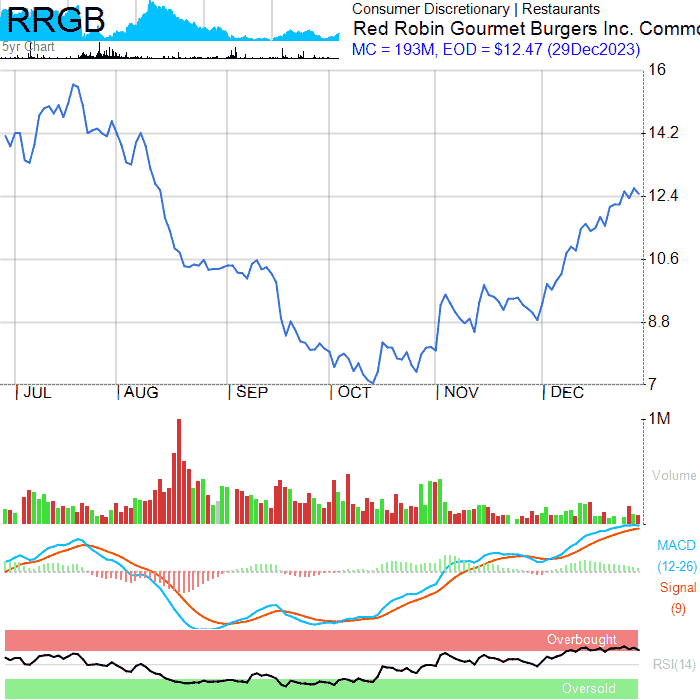 RRGB
5yr Chart
Consumer Discretionary | Restaurants
Red Robin Gourmet Burgers Inc. Commo
MC = 193M, EOD = $12.47 (29Dec2023)
16
14.2
12.4
10.6
8.8
7
JUL AUG SEP OCT NOV DEC
1M
Volume
MACD
(12-26)
Signal
(9)
Overbought
RSI(14)
Oversold